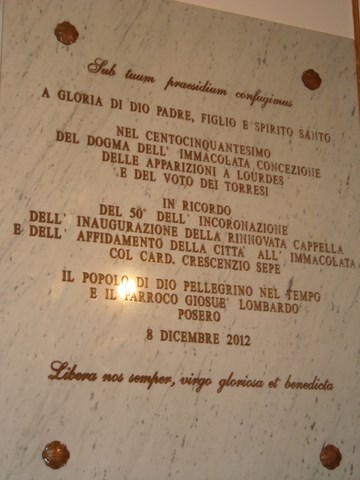 Sub tuum praesidium confugimus
A GLORIA DI DIO PADRE, FIGLIO E SPIRITO SANTO
NEL CENTOCINQUANTESIMO
DEL DOGMA DELL' IMMACOLATA CONCEZIONE
DELLE APPARIZIONI A LOURDES
E DEL VOTO DEI TORRESI
IN RICORDO
DEL 50° DELL' INCORONAZIONE
DELL' INAUGURAZIONE DELLA RINNOVATA CAPPELLA
E DELL' AFFIDAMENTO DELLA CITTA' ALL' IMMACOLATA
COL CARD. CRESCENZIO SEPE
IL POPOLO DI DIO PELLEGRINO NEL TEMPO
E IL PARROCO GIOSUE' LOMBARDO
POSERO
8 DICEMBRE 2012
Libera nos semper, virgo gloriosa et benedicta